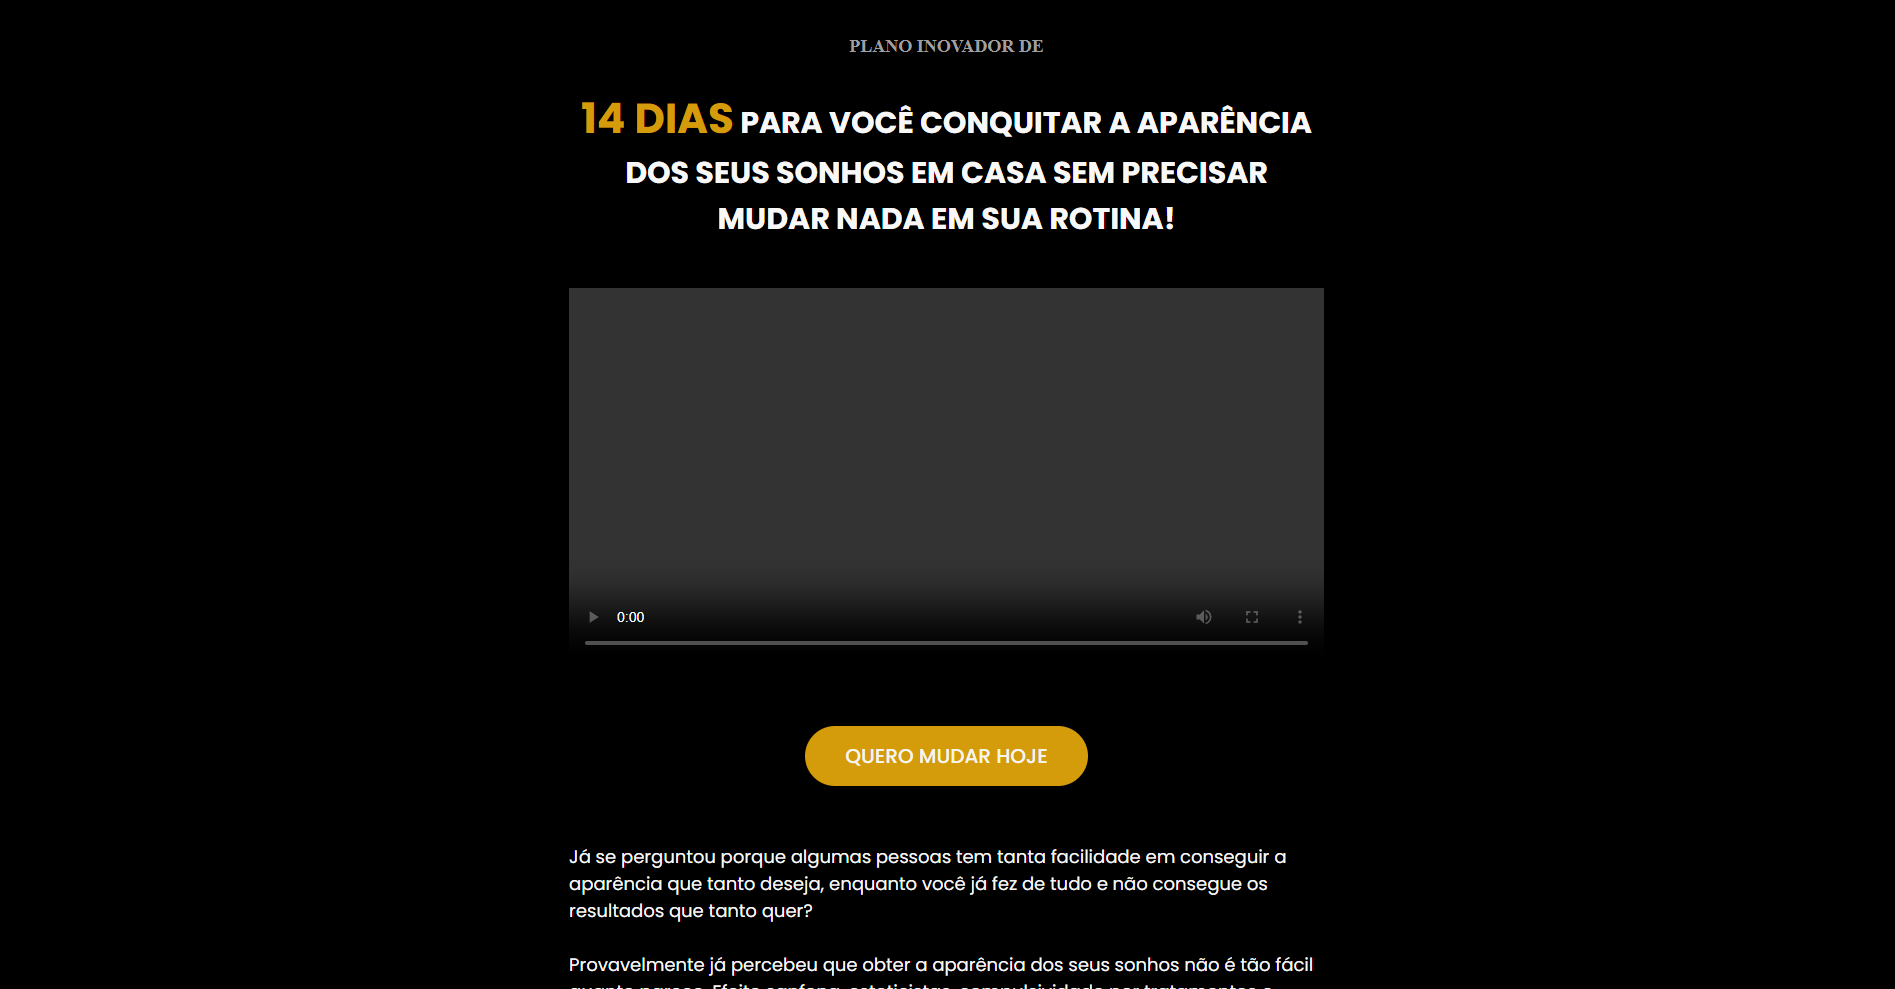 PLANO INOVADOR DE
14 DIAS PARA VOCÊ CONQUITAR A APARÊNCIA
DOS SEUS SONHOS EM CASA SEM PRECISAR
MUDAR NADA EM SUA ROTINA!
0:00
QUERO MUDAR HOJE
Já se perguntou porque algumas pessoas tem tanta facilidade em conseguir a
aparência que tanto deseja, enquanto você já fez de tudo e não consegue os
resultados que tanto quer?
Provavelmente já percebeu que obter a aparência dos seus sonhos não é tão fácil